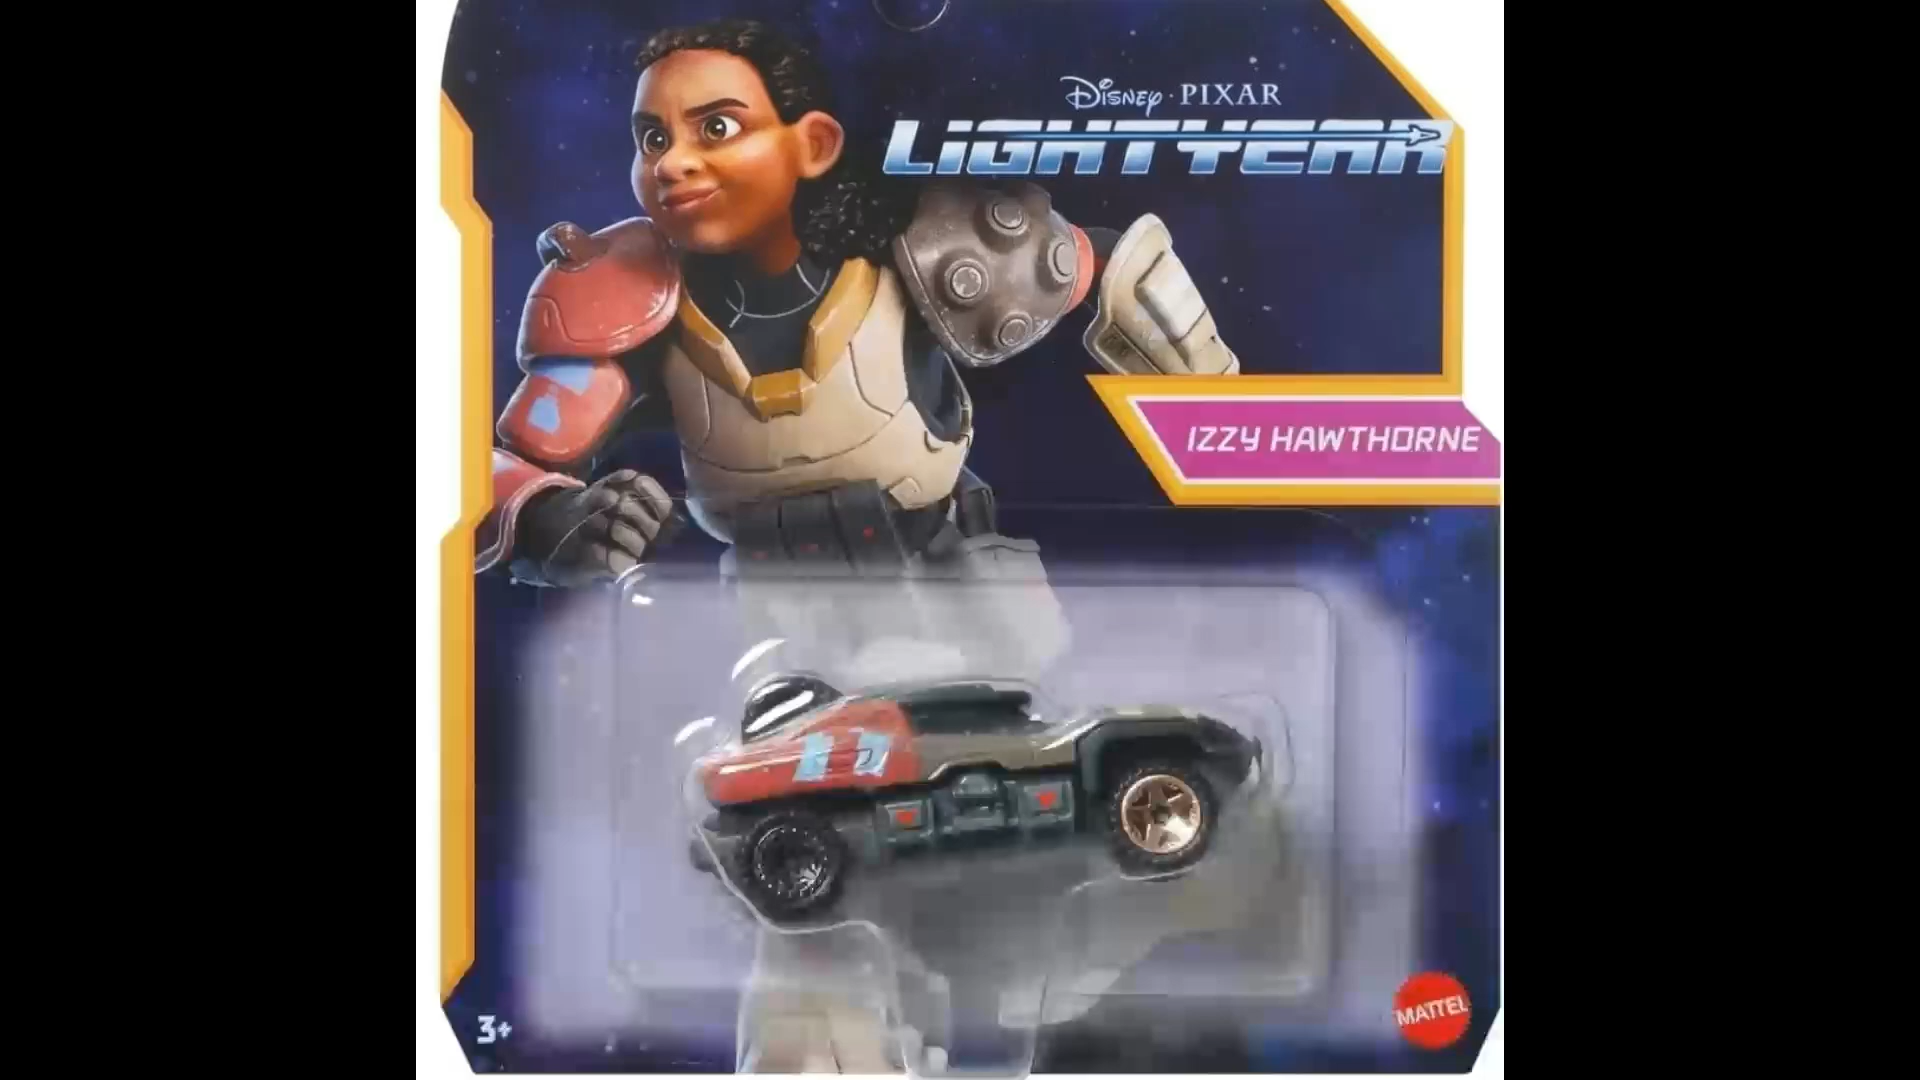 DISNEY · PIXAR
LIGHTYEAR
IZZY HAWTHORNE
3+
MATTEL